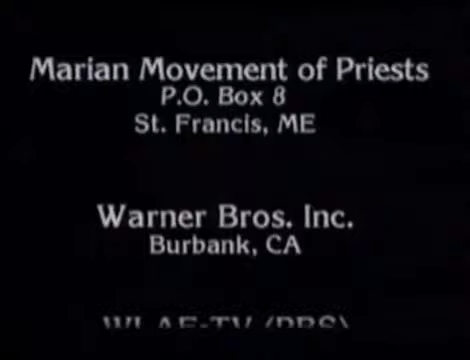 Marian Movement of Priests
P.O. Box 8
St. Francis, ME
Warner Bros. Inc.
Burbank, CA